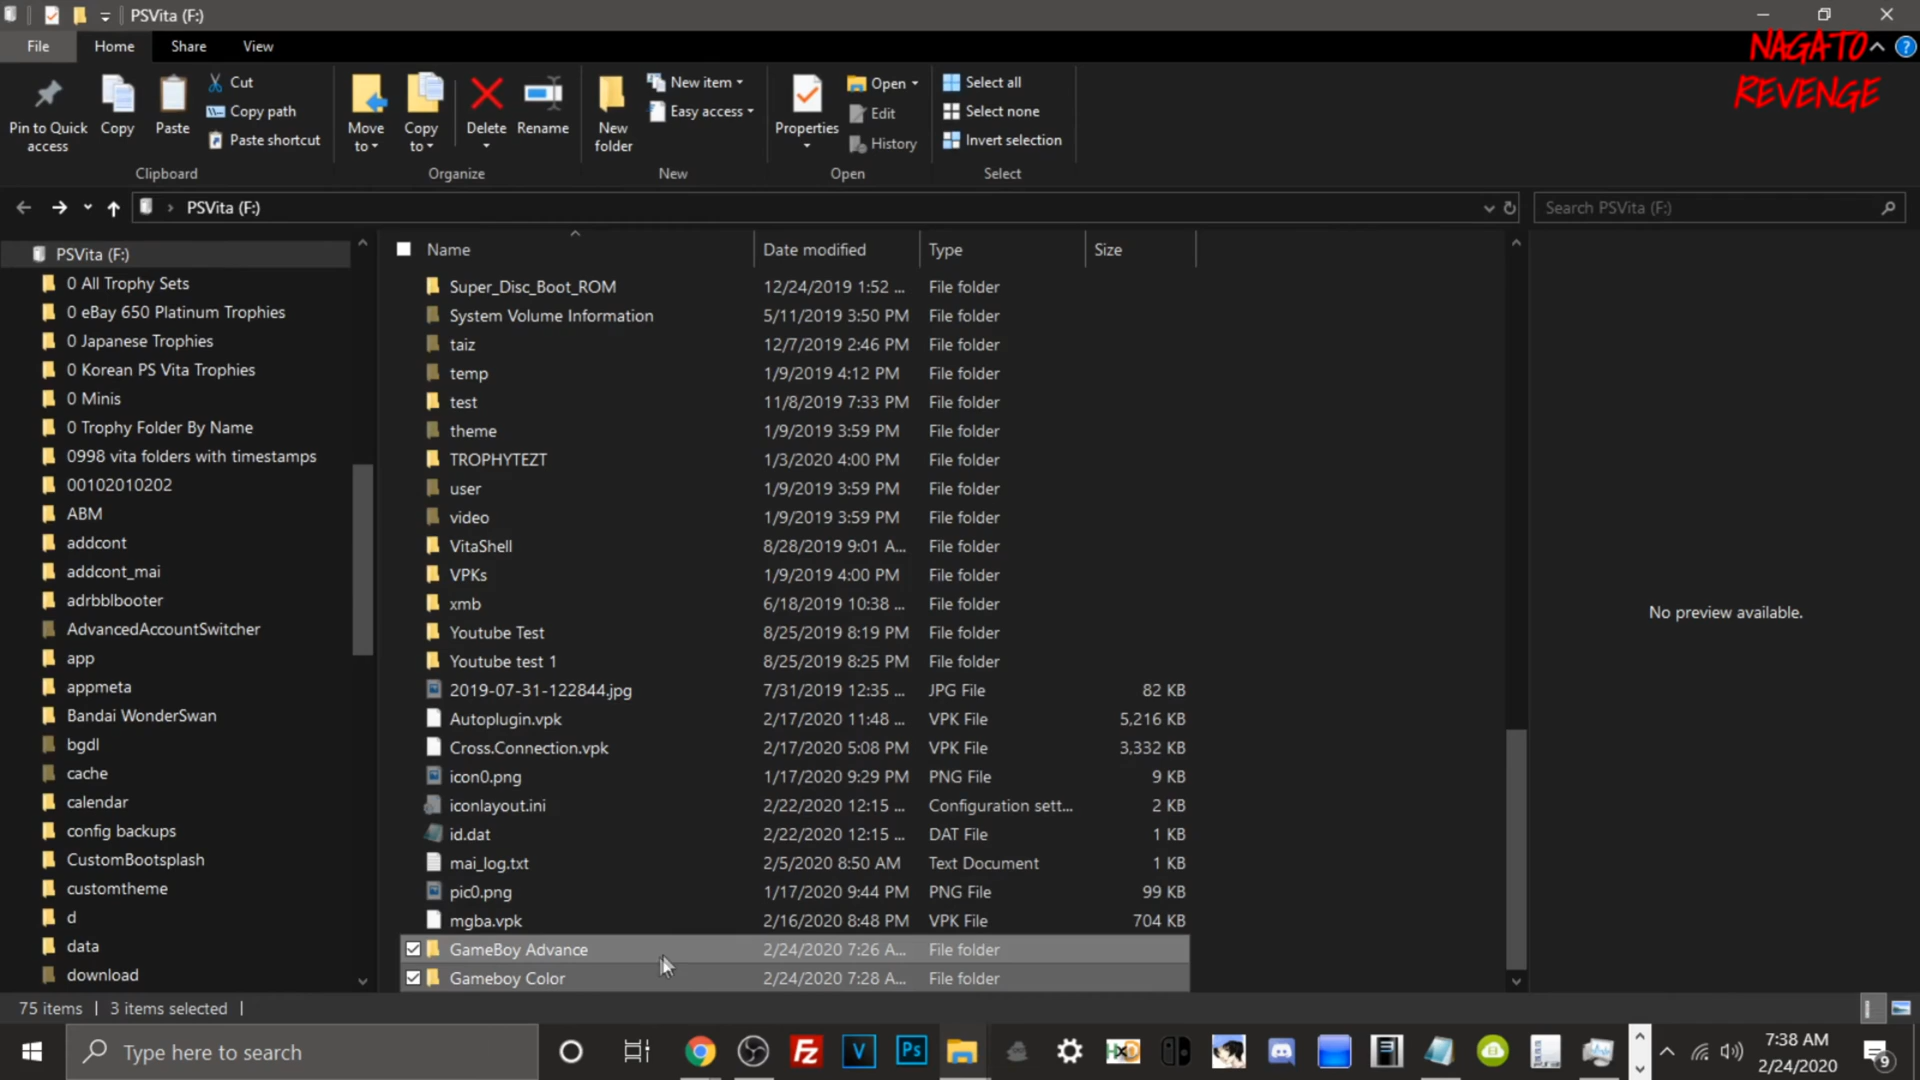 PSVita (F:)
File Home Share View
NAGATO
REVENGE
Pin to Quick access
Copy
Paste
Cut
Copy path
Paste shortcut
Clipboard
Move to
Copy to
Delete
Rename
Organize
New folder
New item
Easy access
New
Properties
Open
Edit
History
Open
Select all
Select none
Invert selection
Select
PSVita (F:)
Search PSVita (F:)
PSVita (F:)
0 All Trophy Sets
0 eBay 650 Platinum Trophies
0 Japanese Trophies
0 Korean PS Vita Trophies
0 Minis
0 Trophy Folder By Name
0998 vita folders with timestamps
00102010202
ABM
addcont
addcont_mai
adrbblbooter
AdvancedAccountSwitcher
app
appmeta
Bandai WonderSwan
bgdl
cache
calendar
config backups
CustomBootsplash
customtheme
d
data
download
Name Date modified Type Size
Super_Disc_Boot_ROM 12/24/2019 1:52 ... File folder
System Volume Information 5/11/2019 3:50 PM File folder
taiz 12/7/2019 2:46 PM File folder
temp 1/9/2019 4:12 PM File folder
test 11/8/2019 7:33 PM File folder
theme 1/9/2019 3:59 PM File folder
TROPHYTEZT 1/3/2020 4:00 PM File folder
user 1/9/2019 3:59 PM File folder
video 1/9/2019 3:59 PM File folder
VitaShell 8/28/2019 9:01 A... File folder
VPKs 1/9/2019 4:00 PM File folder
xmb 6/18/2019 10:38 ... File folder
Youtube Test 8/25/2019 8:19 PM File folder
Youtube test 1 8/25/2019 8:25 PM File folder
2019-07-31-122844.jpg 7/31/2019 12:35 ... JPG File 82 KB
Autoplugin.vpk 2/17/2020 11:48 ... VPK File 5,216 KB
Cross.Connection.vpk 2/17/2020 5:08 PM VPK File 3,332 KB
icon0.png 1/17/2020 9:29 PM PNG File 9 KB
iconlayout.ini 2/22/2020 12:15 ... Configuration sett... 2 KB
id.dat 2/22/2020 12:15 ... DAT File 1 KB
mai_log.txt 2/5/2020 8:50 AM Text Document 1 KB
pic0.png 1/17/2020 9:44 PM PNG File 99 KB
mgba.vpk 2/16/2020 8:48 PM VPK File 704 KB
GameBoy Advance 2/24/2020 7:26 A... File folder
Gameboy Color 2/24/2020 7:28 A... File folder
No preview available.
75 items 3 items selected
Type here to search
Fz
V
Ps
HXD
7:38 AM
2/24/2020
9